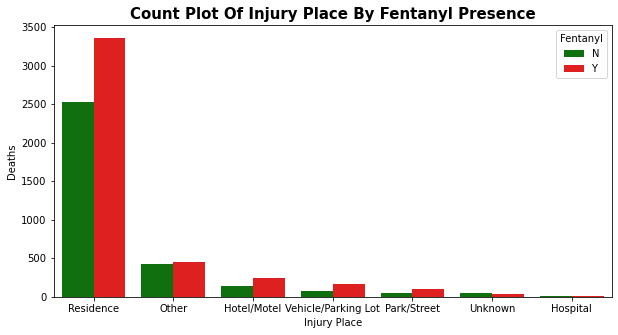 Count Plot Of Injury Place By Fentanyl Presence
Fentanyl
N
Y
3500
3000
2500
2000
1500
1000
500
0
Deaths
Residence Other Hotel/Motel Vehicle/Parking Lot Park/Street Unknown Hospital
Injury Place